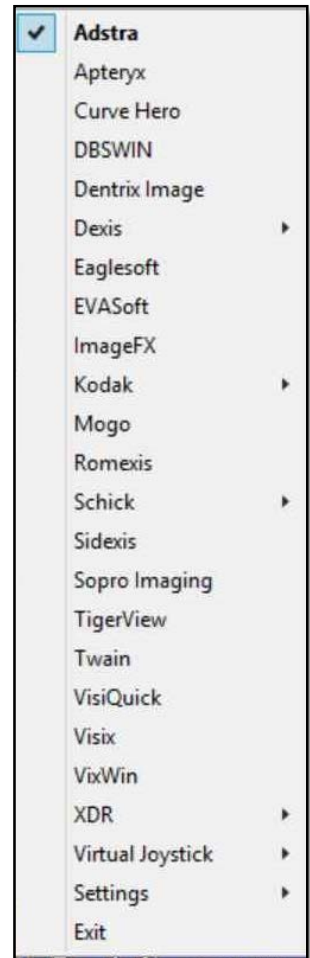 Adstra
Apteryx
Curve Hero
DBSWIN
Dentrix Image
Dexis
Eaglesoft
EVASoft
ImageFX
Kodak
Mogo
Romexis
Schick
Sidexis
Sopro Imaging
TigerView
Twain
VisiQuick
Visix
VixWin
XDR
Virtual Joystick
Settings
Exit